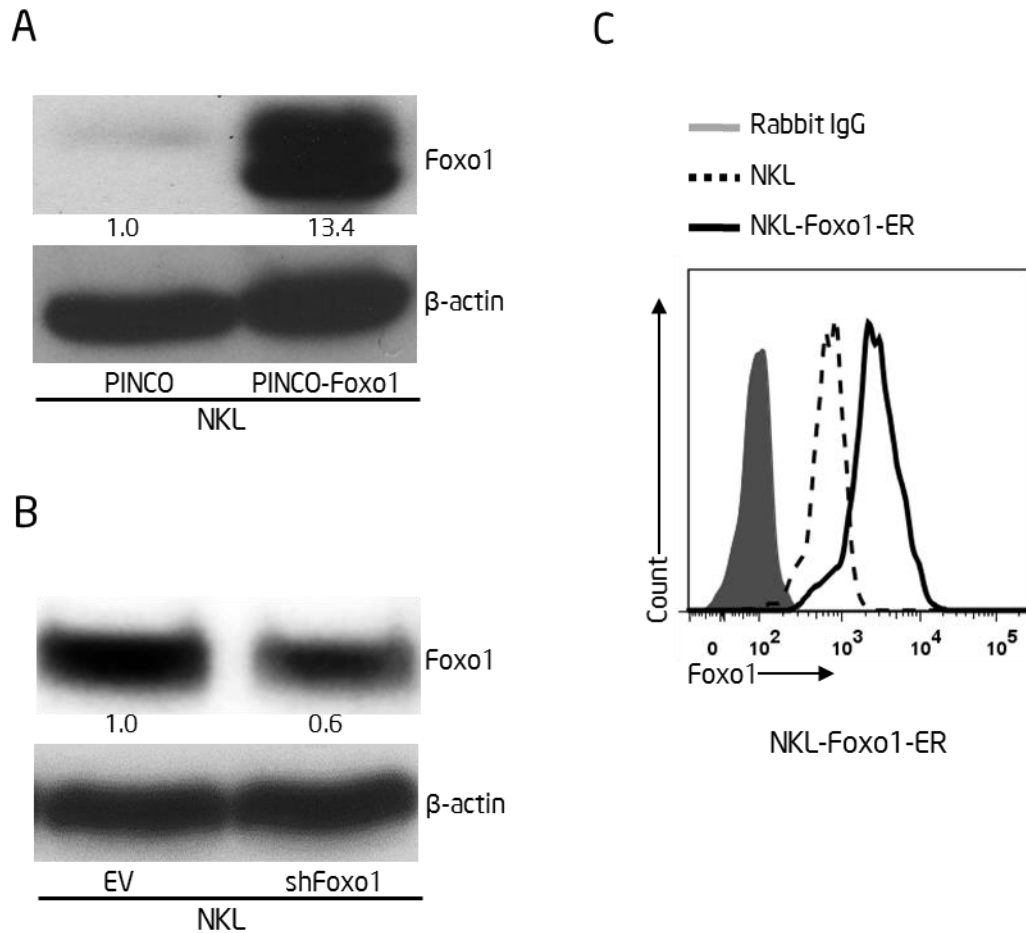 A
Foxo1
1.0 13.4
β-actin
PINCO PINCO-Foxo1
NKL
B
Foxo1
1.0 0.6
β-actin
EV shFoxo1
NKL
C
Rabbit IgG
NKL
NKL-Foxo1-ER
Count
0 10² 10³ 10⁴ 10⁵
Foxo1
NKL-Foxo1-ER